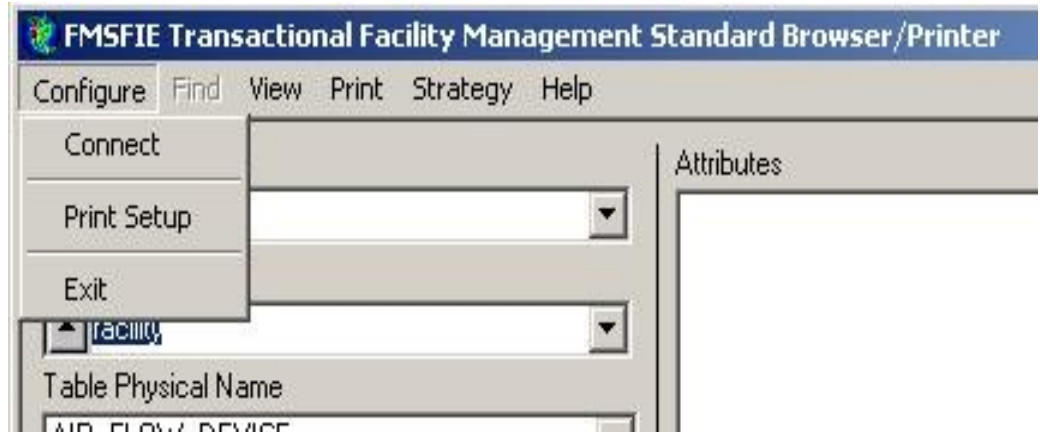 FMSFIE Transactional Facility Management Standard Browser/Printer
Configure Find View Print Strategy Help
Connect
Print Setup
Exit
Attributes
facility
Table Physical Name
AIR_FLOW_DEVICE